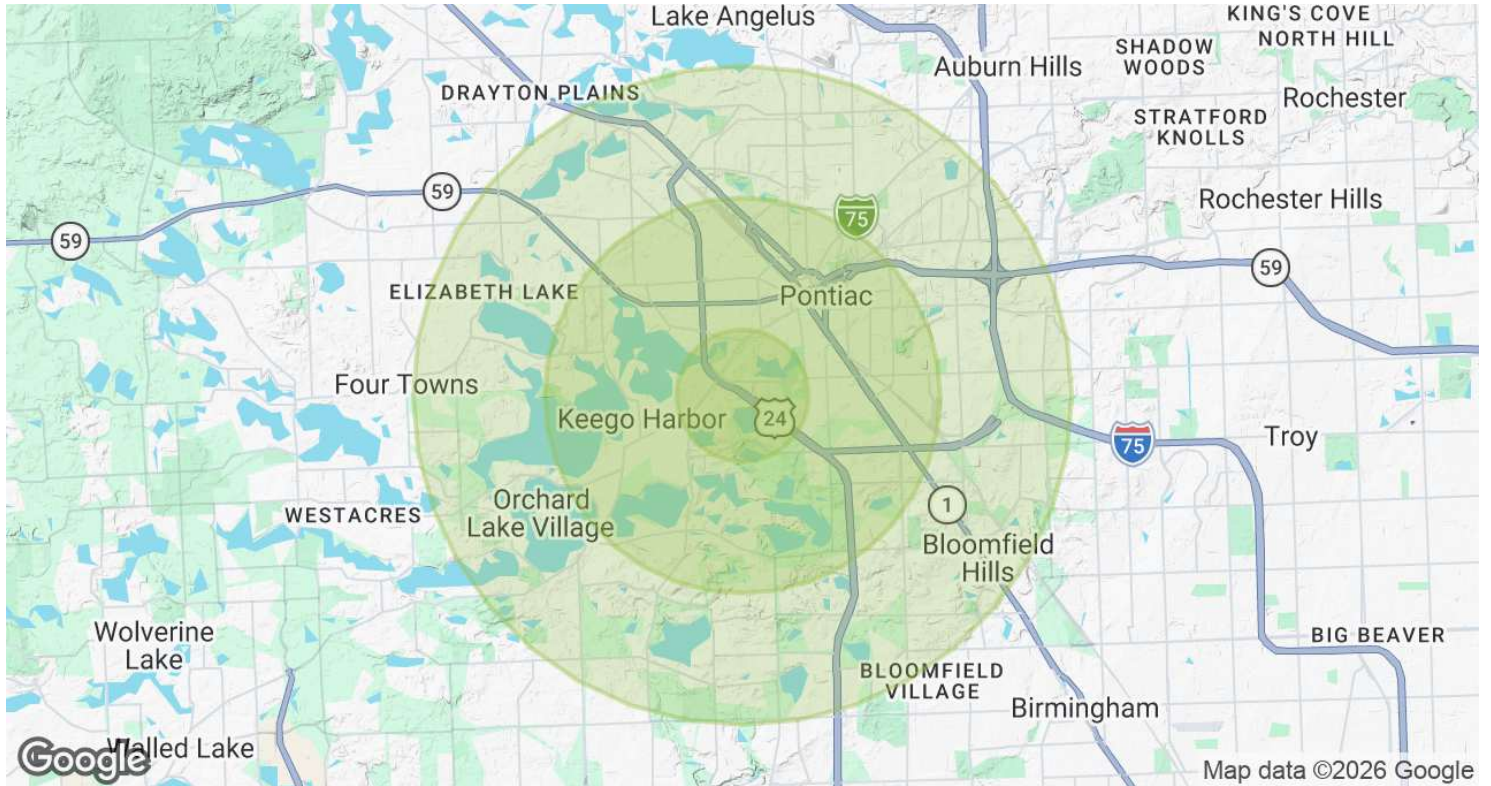 Lake Angelus
KING'S COVE
NORTH HILL
SHADOW
WOODS
Auburn Hills
DRAYTON PLAINS
Rochester
STRATFORD
KNOLLS
59
Rochester Hills
75
59
59
ELIZABETH LAKE
Pontiac
Four Towns
Keego Harbor
24
75
Troy
Orchard
Lake Village
WESTACRES
1
Bloomfield
Hills
Wolverine
Lake
BIG BEAVER
BLOOMFIELD
VILLAGE
Birmingham
Walled Lake
Google
Map data ©2026 Google